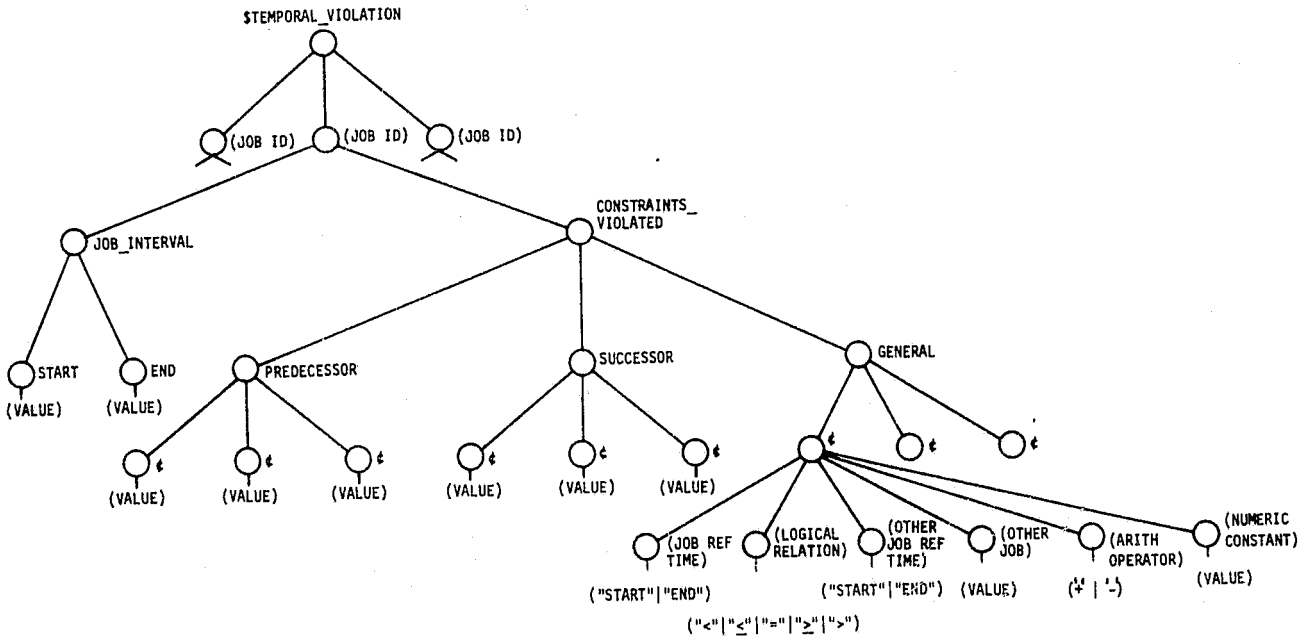 $TEMPORAL_VIOLATION
(JOB ID) (JOB ID) (JOB ID)
CONSTRAINTS_
VIOLATED
JOB_INTERVAL
GENERAL
SUCCESSOR
PREDECESSOR
START END
(VALUE) (VALUE)
¢ ¢ ¢ ¢ ¢ ¢ ¢ ¢ ¢
(VALUE) (VALUE) (VALUE) (VALUE) (VALUE) (VALUE)
(JOB REF
TIME)
(LOGICAL
RELATION)
(OTHER
JOB REF
TIME)
(OTHER
JOB)
(ARITH
OPERATOR)
(NUMERIC
CONSTANT)
("START"|"END")
("<"|"≤"|"="|"≥"|">")
("START"|"END")
(VALUE)
('+' | '-')
(VALUE)